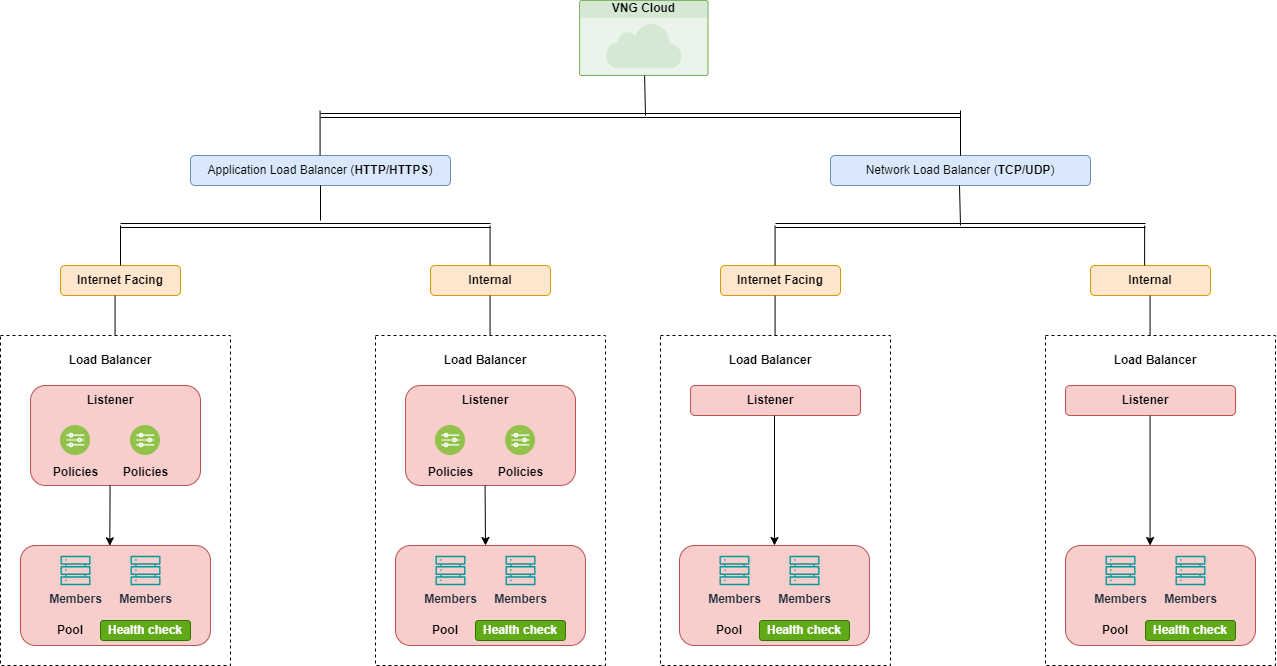 VNG Cloud
Application Load Balancer (HTTP/HTTPS)
Network Load Balancer (TCP/UDP)
Internet Facing
Internal
Internet Facing
Internal
Load Balancer
Load Balancer
Load Balancer
Load Balancer
Listener
Listener
Listener
Listener
Policies
Policies
Policies
Policies
Members
Members
Members
Members
Members
Members
Members
Members
Pool
Health check
Pool
Health check
Pool
Health check
Pool
Health check